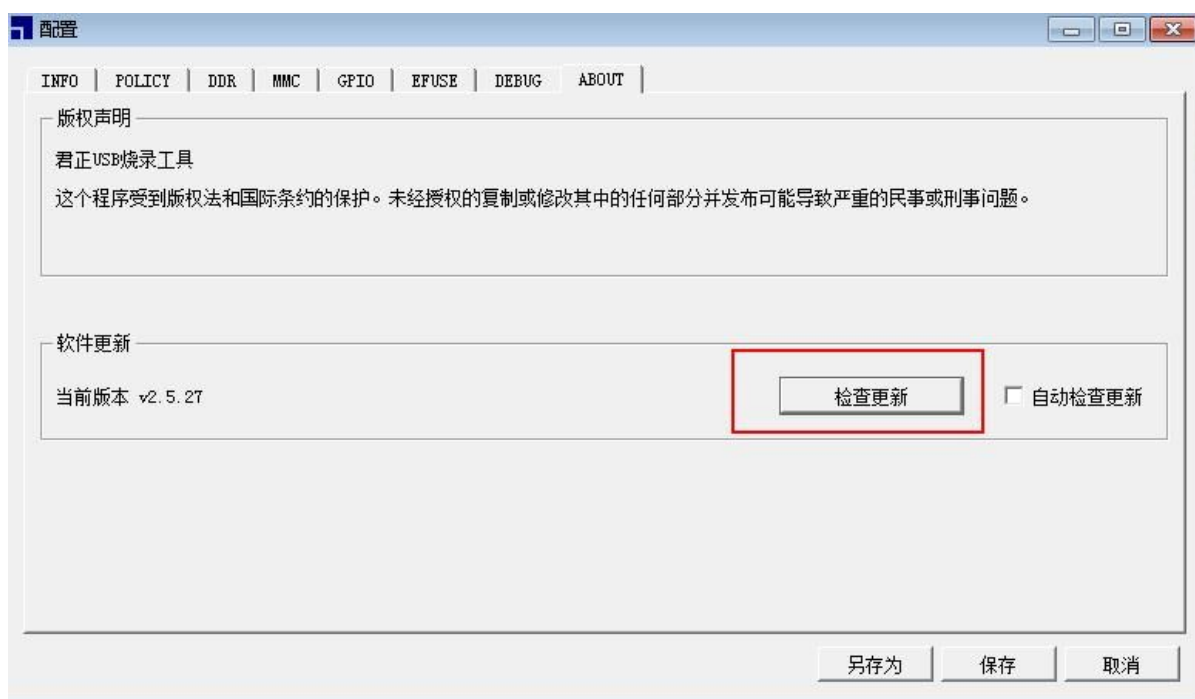 配置
INFO POLICY DDR MMC GPIO EFUSE DEBUG ABOUT
版权声明
君正USB烧录工具
这个程序受到版权法和国际条约的保护。未经授权的复制或修改其中的任何部分并发布可能导致严重的民事或刑事问题。
软件更新
当前版本 v2.5.27 检查更新 自动检查更新
另存为 保存 取消